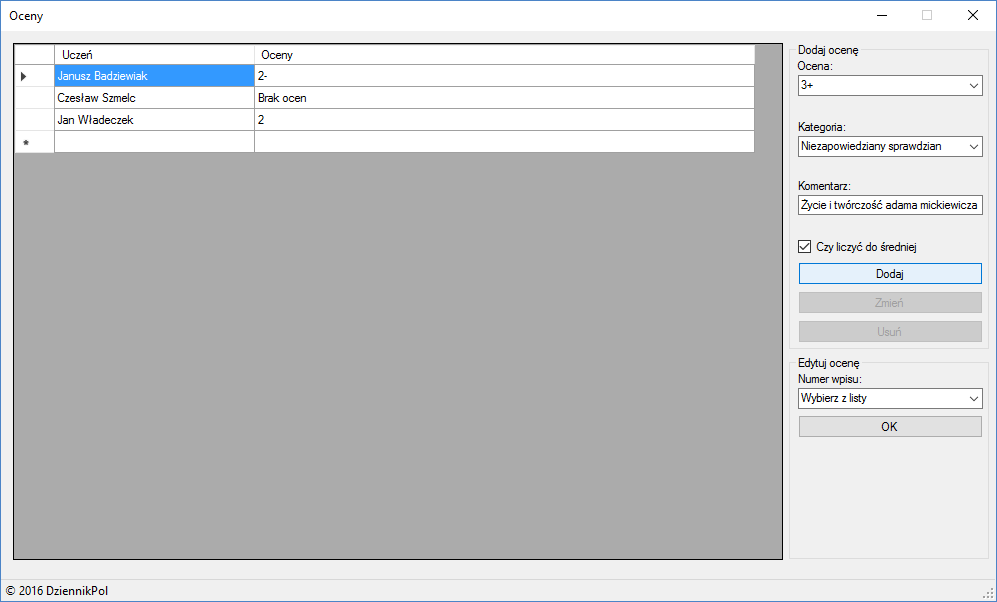 Oceny
Uczeń Oceny
Janusz Badziewiak 2-
Czesław Szmelc Brak ocen
Jan Władeczek 2
*
Dodaj ocenę
Ocena:
3+
Kategoria:
Niezapowiedziany sprawdzian
Komentarz:
Życie i twórczość adama mickiewicza
Czy liczyć do średniej
Dodaj
Zmień
Usuń
Edytuj ocenę
Numer wpisu:
Wybierz z listy
OK
© 2016 DziennikPol